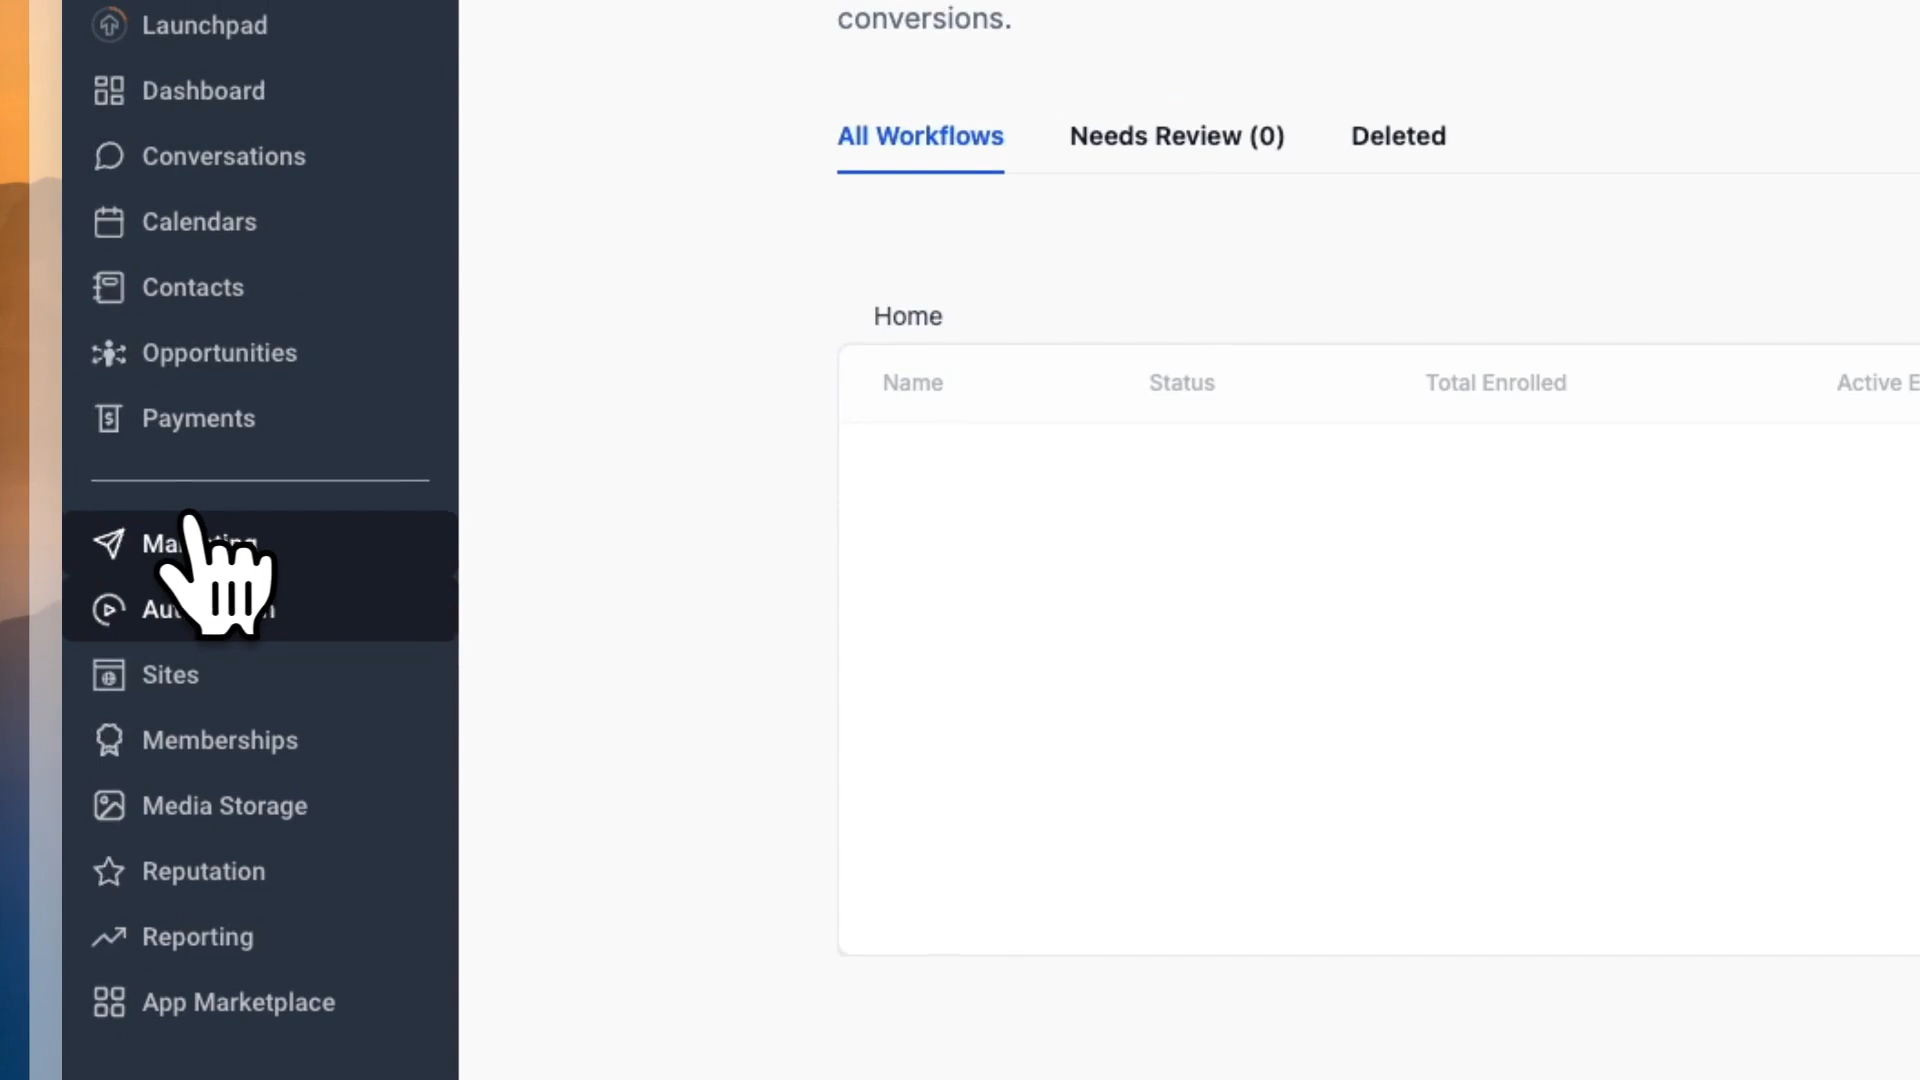 Launchpad
Dashboard
Conversations
Calendars
Contacts
Opportunities
Payments
Sites
Memberships
Media Storage
Reputation
Reporting
App Marketplace
conversions.
All Workflows Needs Review (0) Deleted
Home
Name Status Total Enrolled Active E